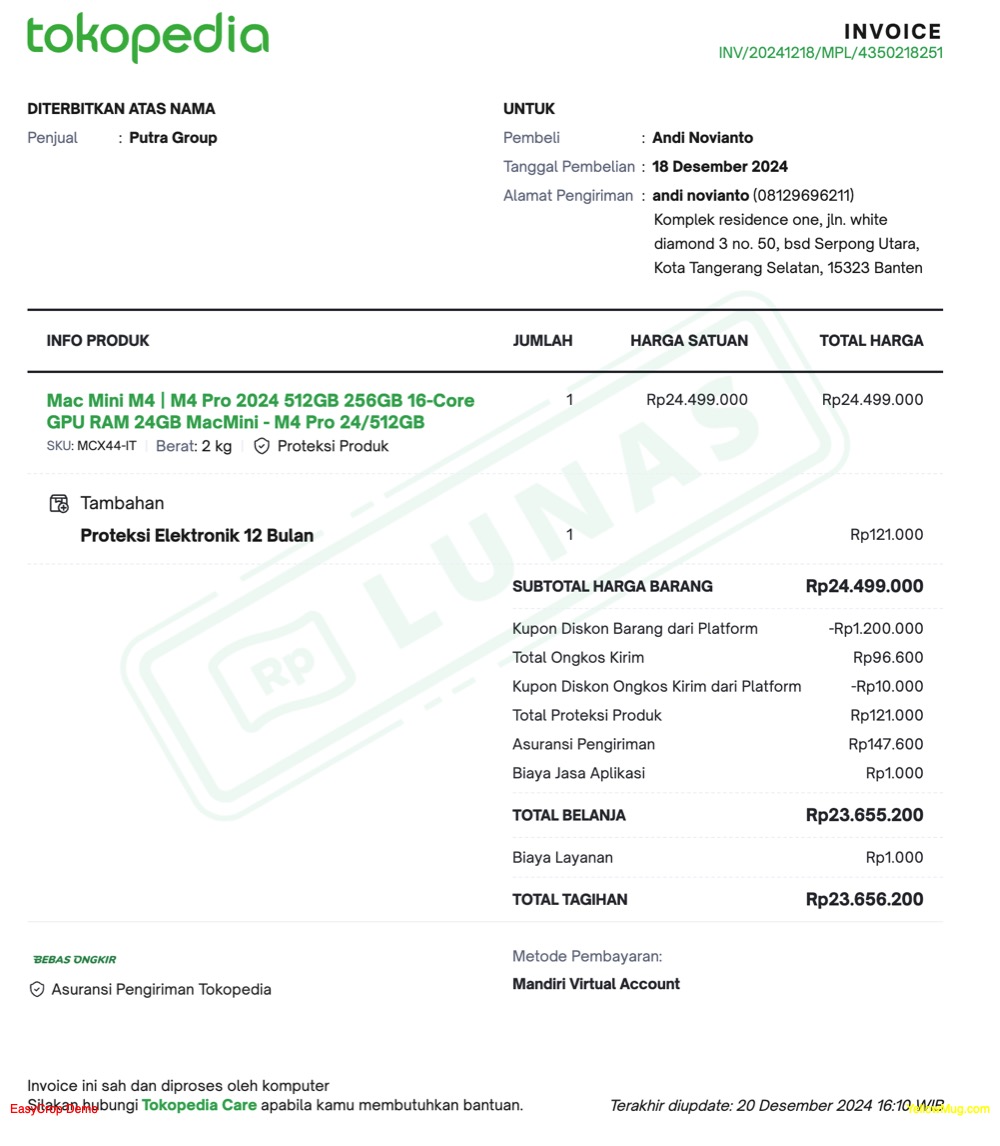 tokopedia
INVOICE
INV/20241218/MPL/4350218251
DITERBITKAN ATAS NAMA
Penjual : Putra Group
UNTUK
Pembeli : Andi Novianto
Tanggal Pembelian : 18 Desember 2024
Alamat Pengiriman : andi novianto (08129696211)
Komplek residence one, jln. white
diamond 3 no. 50, bsd Serpong Utara,
Kota Tangerang Selatan, 15323 Banten
INFO PRODUK JUMLAH HARGA SATUAN TOTAL HARGA
Mac Mini M4 | M4 Pro 2024 512GB 256GB 16-Core 1 Rp24.499.000 Rp24.499.000
GPU RAM 24GB MacMini - M4 Pro 24/512GB
SKU: MCX44-IT Berat: 2 kg Proteksi Produk
Tambahan
Proteksi Elektronik 12 Bulan 1 Rp121.000
Rp LUNAS
SUBTOTAL HARGA BARANG Rp24.499.000
Kupon Diskon Barang dari Platform -Rp1.200.000
Total Ongkos Kirim Rp96.600
Kupon Diskon Ongkos Kirim dari Platform -Rp10.000
Total Proteksi Produk Rp121.000
Asuransi Pengiriman Rp147.600
Biaya Jasa Aplikasi Rp1.000
TOTAL BELANJA Rp23.655.200
Biaya Layanan Rp1.000
TOTAL TAGIHAN Rp23.656.200
BEBAS ONGKIR
Asuransi Pengiriman Tokopedia
Metode Pembayaran:
Mandiri Virtual Account
Invoice ini sah dan diproses oleh komputer
Silakan hubungi Tokopedia Care apabila kamu membutuhkan bantuan.
Terakhir diupdate: 20 Desember 2024 16:10 WIB
EasyCrop Demo
YellowMug.com